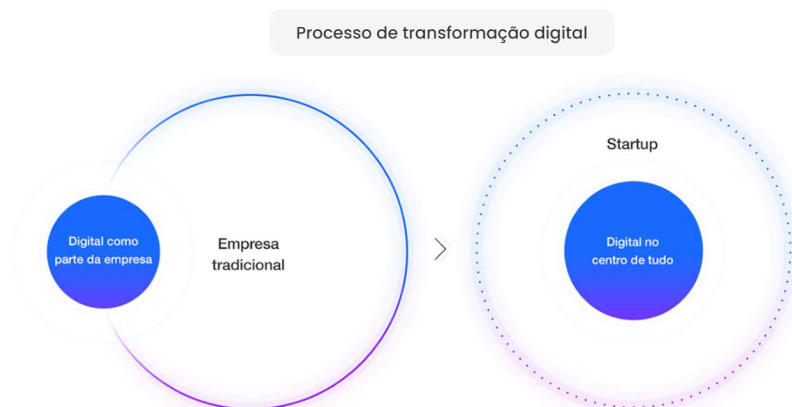 Processo de transformação digital
Digital como
parte da empresa
Empresa
tradicional
Startup
Digital no
centro de tudo